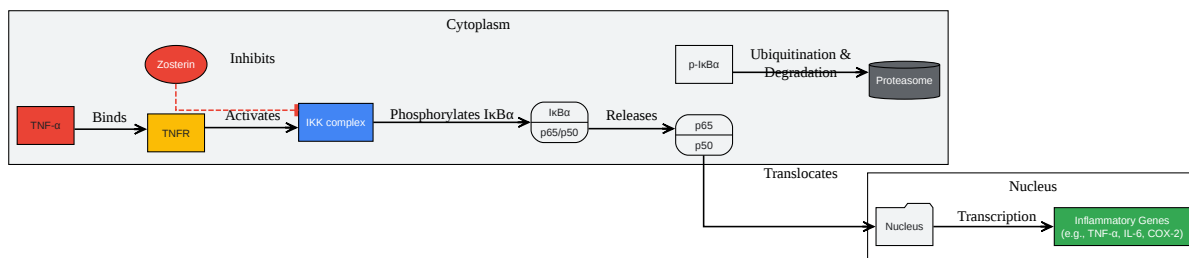 Cytoplasm
Zosterin
Inhibits
p-IκBα
Ubiquitination &
Degradation
Proteasome
TNF-α
Binds
TNFR
Activates
IKK complex
Phosphorylates IκBα
IκBα
p65/p50
Releases
p65
p50
Translocates
Nucleus
Nucleus
Transcription
Inflammatory Genes
(e.g., TNF-α, IL-6, COX-2)